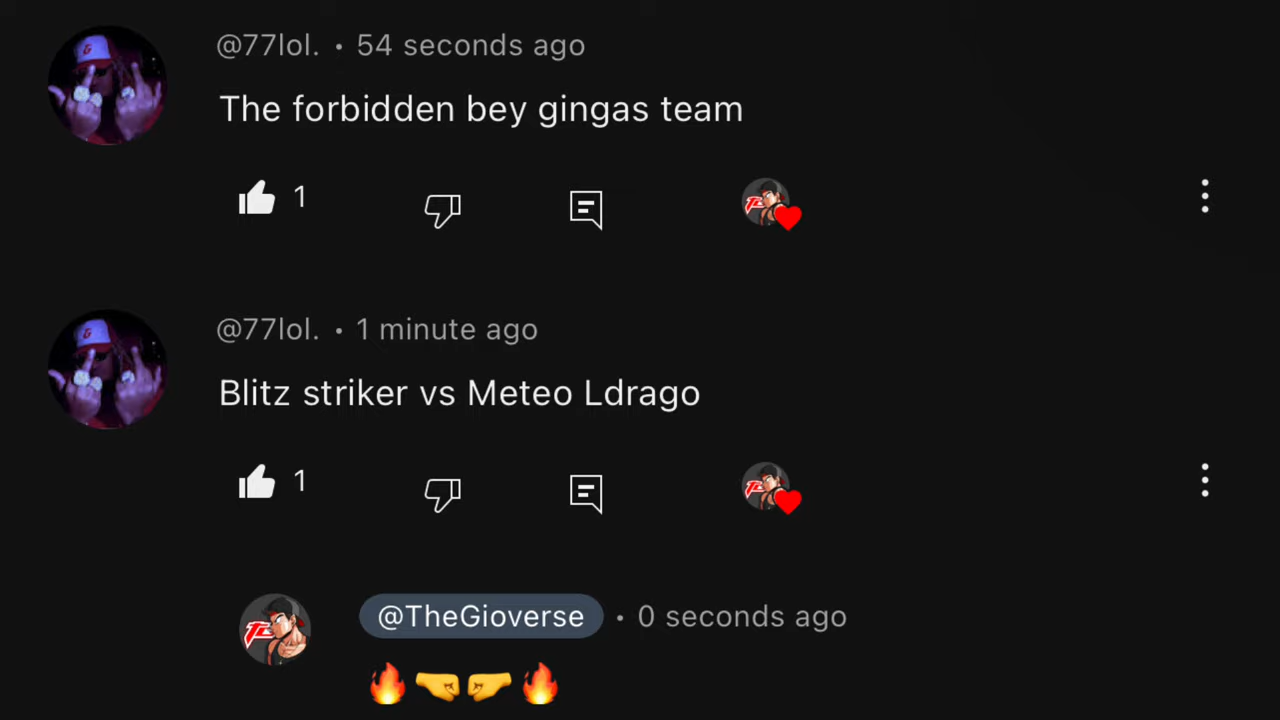 @77lol. • 54 seconds ago
The forbidden bey gingas team
1
@77lol. • 1 minute ago
Blitz striker vs Meteo Ldrago
1
@TheGioverse • 0 seconds ago
🔥🤜🤛🔥